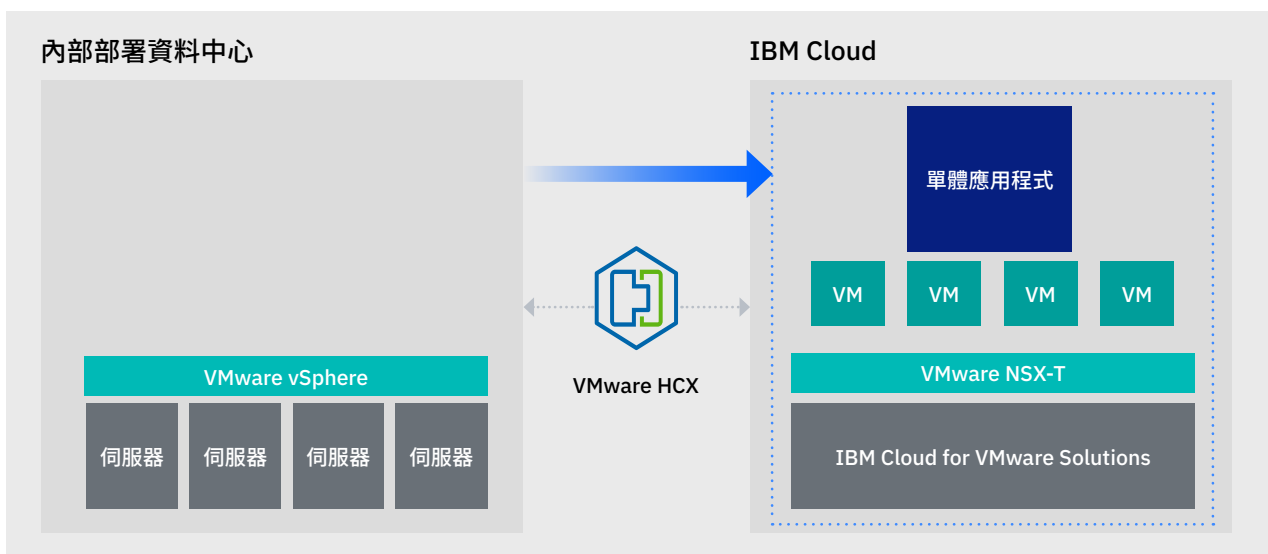 內部部署資料中心
IBM Cloud
單體應用程式
VM
VM
VM
VM
VMware HCX
VMware vSphere
VMware NSX-T
伺服器
伺服器
伺服器
伺服器
IBM Cloud for VMware Solutions